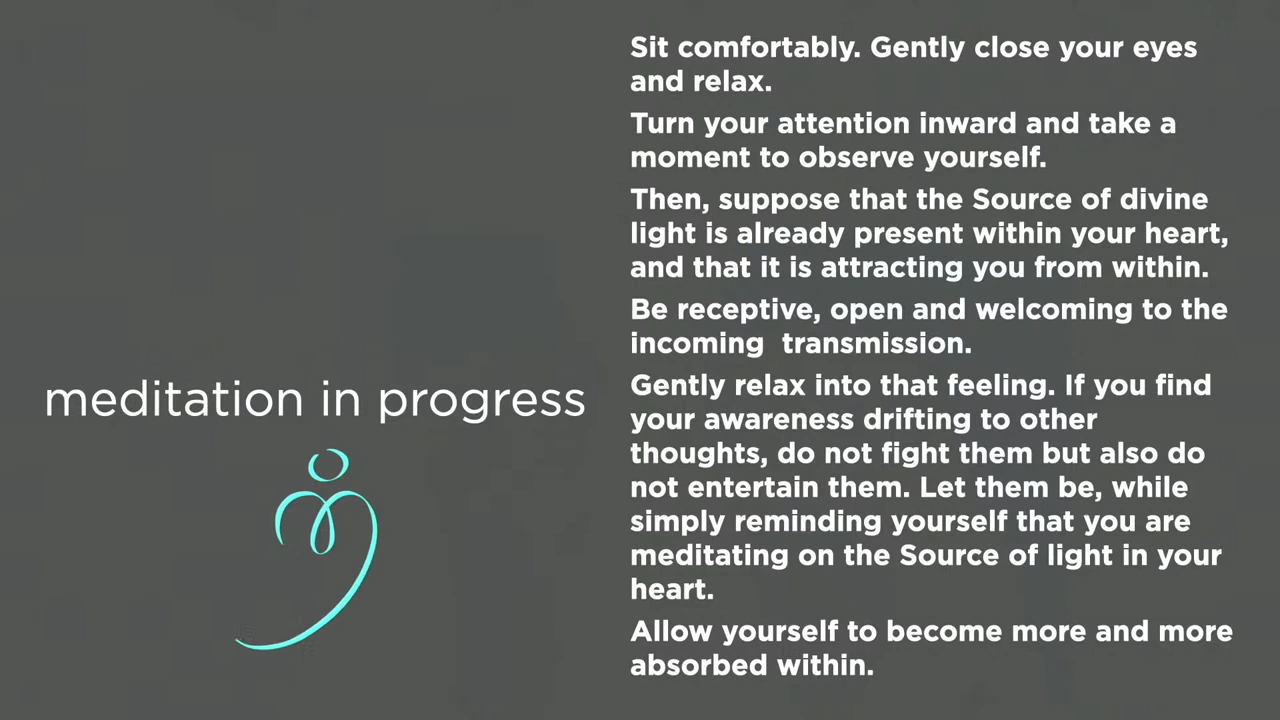 Sit comfortably. Gently close your eyes
and relax.
Turn your attention inward and take a
moment to observe yourself.
Then, suppose that the Source of divine
light is already present within your heart,
and that it is attracting you from within.
Be receptive, open and welcoming to the
incoming  transmission.
Gently relax into that feeling. If you find
your awareness drifting to other
thoughts, do not fight them but also do
not entertain them. Let them be, while
simply reminding yourself that you are
meditating on the Source of light in your
heart.
Allow yourself to become more and more
absorbed within.
meditation in progress